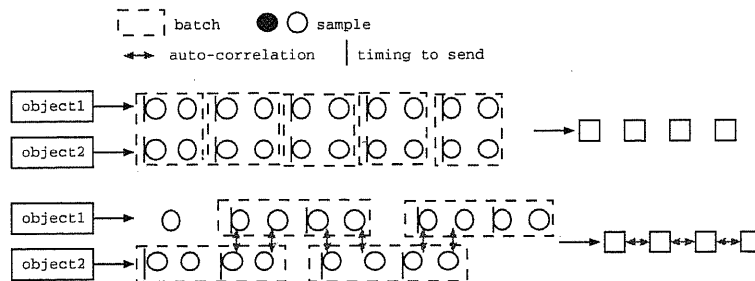 batch sample
auto-correlation timing to send
object1
object2
object1
object2